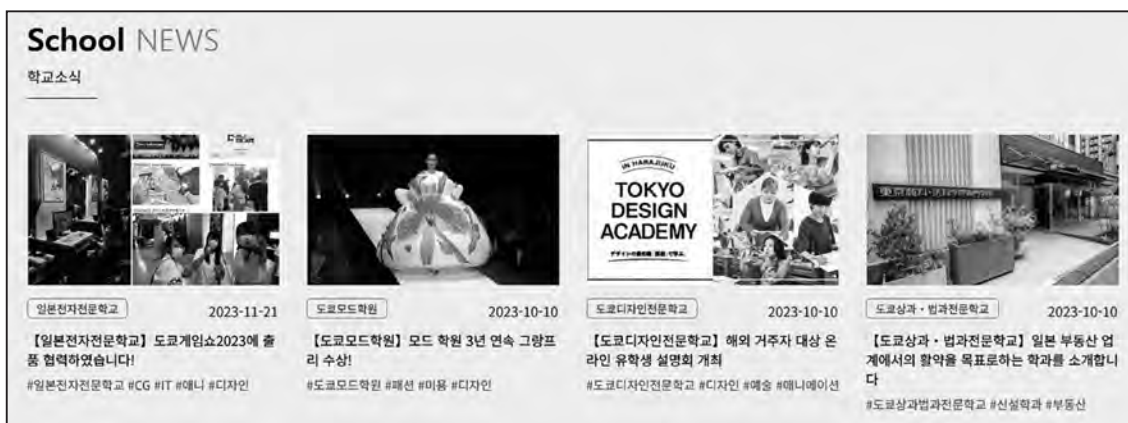 School NEWS
학교소식
IN HARAJUKU
TOKYO
DESIGN
ACADEMY
일본전자전문학교 2023-11-21
【일본전자전문학교】도쿄게임쇼2023에 출
품 협력하였습니다!
#일본전자전문학교 #CG #IT #애니 #디자인
도쿄모드학원 2023-10-10
【도쿄모드학원】모드 학원 3년 연속 그랑프
리 수상!
#도쿄모드학원 #패션 #미용 #디자인
도쿄디자인전문학교 2023-10-10
【도쿄디자인전문학교】해외 거주자 대상 온
라인 유학생 설명회 개최
#도쿄디자인전문학교 #디자인 #예술 #애니메이션
도쿄상과・법과전문학교 2023-10-10
【도쿄상과・법과전문학교】일본 부동산 업
계에서의 활약을 목표로하는 학과를 소개합니
다
#도쿄상과법과전문학교 #신설학과 #부동산